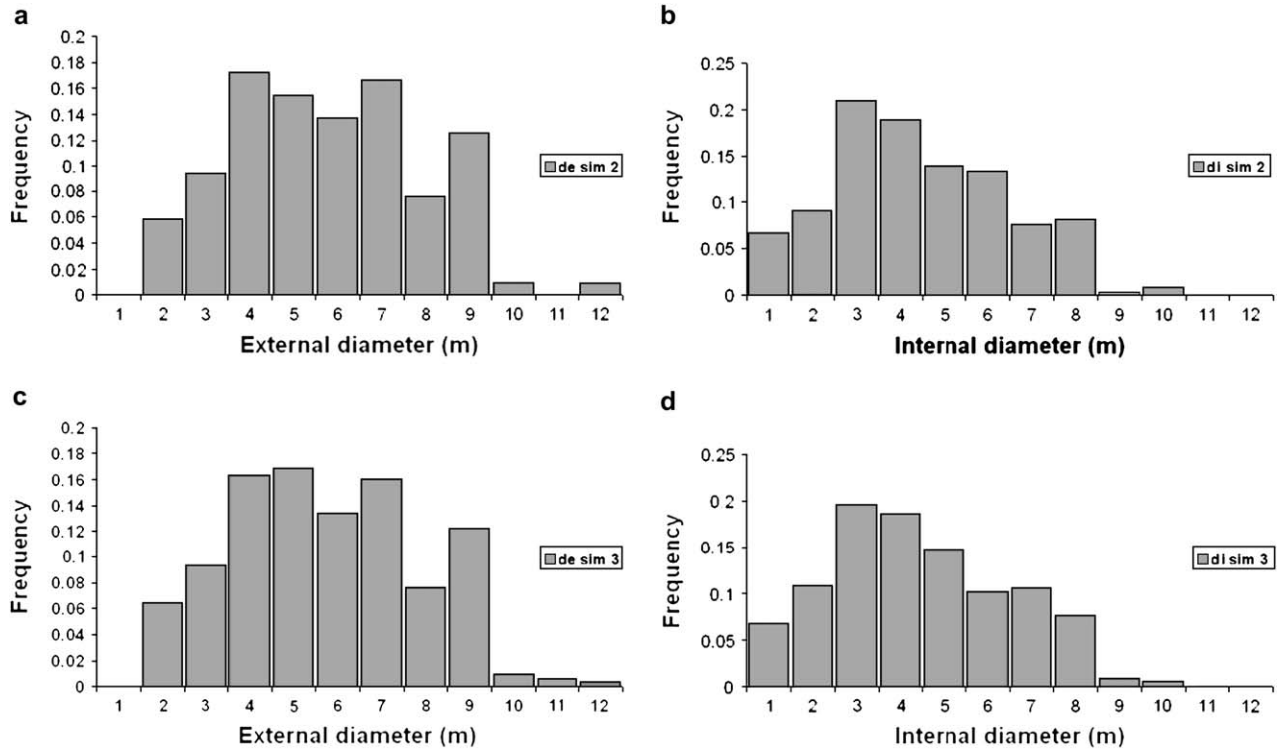 a
0.2
0.18
0.16
0.14
0.12
0.1
0.08
0.06
0.04
0.02
0
Frequency
1 2 3 4 5 6 7 8 9 10 11 12
External diameter (m)
de sim 2
b
0.25
0.2
0.15
0.1
0.05
0
Frequency
1 2 3 4 5 6 7 8 9 10 11 12
Internal diameter (m)
di sim 2
c
0.2
0.18
0.16
0.14
0.12
0.1
0.08
0.06
0.04
0.02
0
Frequency
1 2 3 4 5 6 7 8 9 10 11 12
External diameter (m)
de sim 3
d
0.25
0.2
0.15
0.1
0.05
0
Frequency
1 2 3 4 5 6 7 8 9 10 11 12
Internal diameter (m)
di sim 3